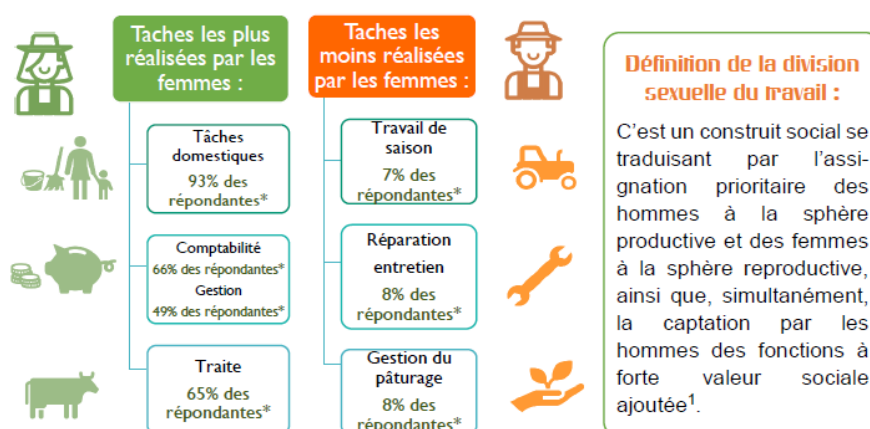 Taches les plus
réalisées par les
femmes :
Tâches
domestiques
93% des
répondantes*
Comptabilité
66% des répondantes*
Gestion
49% des répondantes*
Traite
65% des
répondantes*
Taches les
moins réalisées
par les femmes :
Travail de
saison
7% des
répondantes*
Réparation
entretien
8% des
répondantes*
Gestion du
pâturage
8% des
répondantes*
Définition de la division
sexuelle du travail :
C'est un construit social se
traduisant par l'assi-
gnation prioritaire des
hommes à la sphère
productive et des femmes
à la sphère reproductive,
ainsi que, simultanément,
la captation par les
hommes des fonctions à
forte valeur sociale
ajoutée¹.